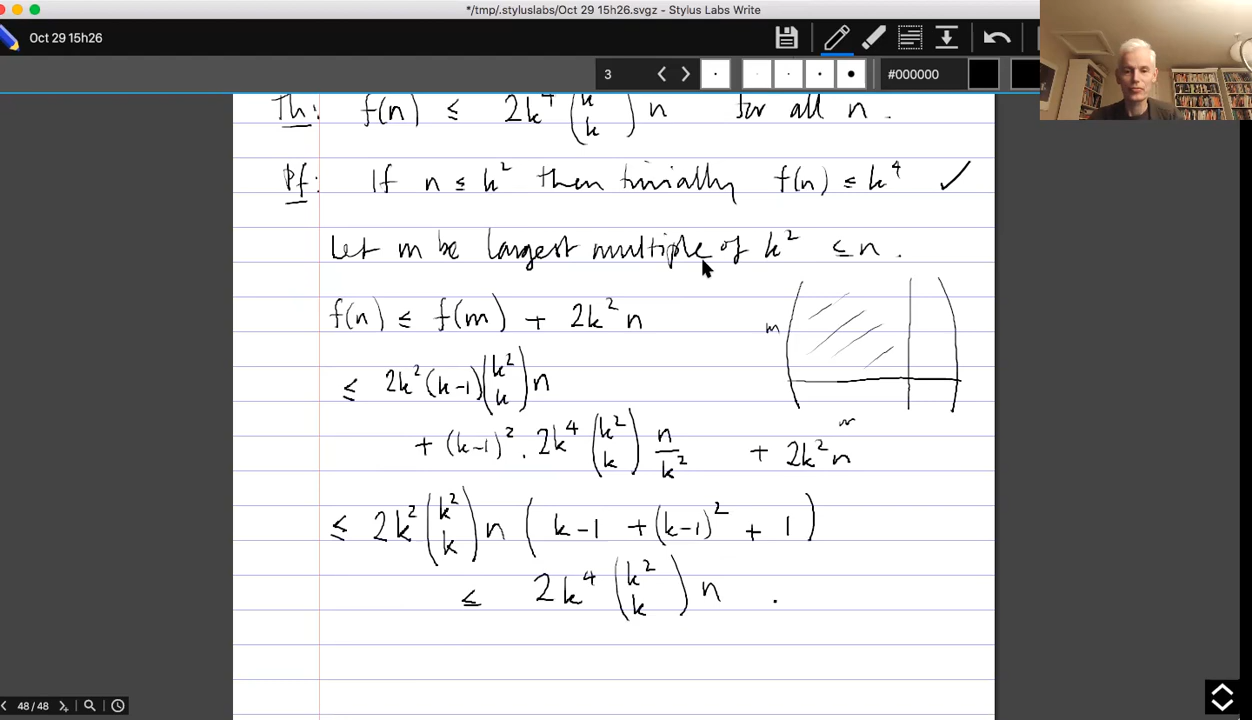 */tmp/.styluslabs/Oct 29 15h26.svgz - Stylus Labs Write
Oct 29 15h26
3
#000000
Th: f(n) ≤ 2k⁴ (k² k) n for all n.
Pf: If n ≤ k² then trivially f(n) ≤ k⁴ ✓
Let m be largest multiple of k² ≤ n.
f(n) ≤ f(m) + 2k²n
m
≤ 2k²(k-1)(k² k) n
m
+ (k-1)² . 2k⁴ (k² k) n/k² + 2k²n
≤ 2k² (k² k) n ( k-1 + (k-1)² + 1 )
≤ 2k⁴ (k² k) n .
48/48